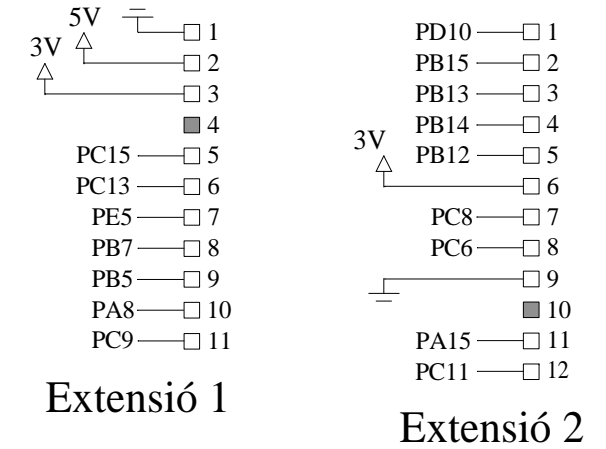 5V
1
3V
2
3
4
PC15 5
PC13 6
PE5 7
PB7 8
PB5 9
PA8 10
PC9 11
Extensió 1
PD10 1
PB15 2
PB13 3
PB14 4
3V
PB12 5
6
PC8 7
PC6 8
9
10
PA15 11
PC11 12
Extensió 2